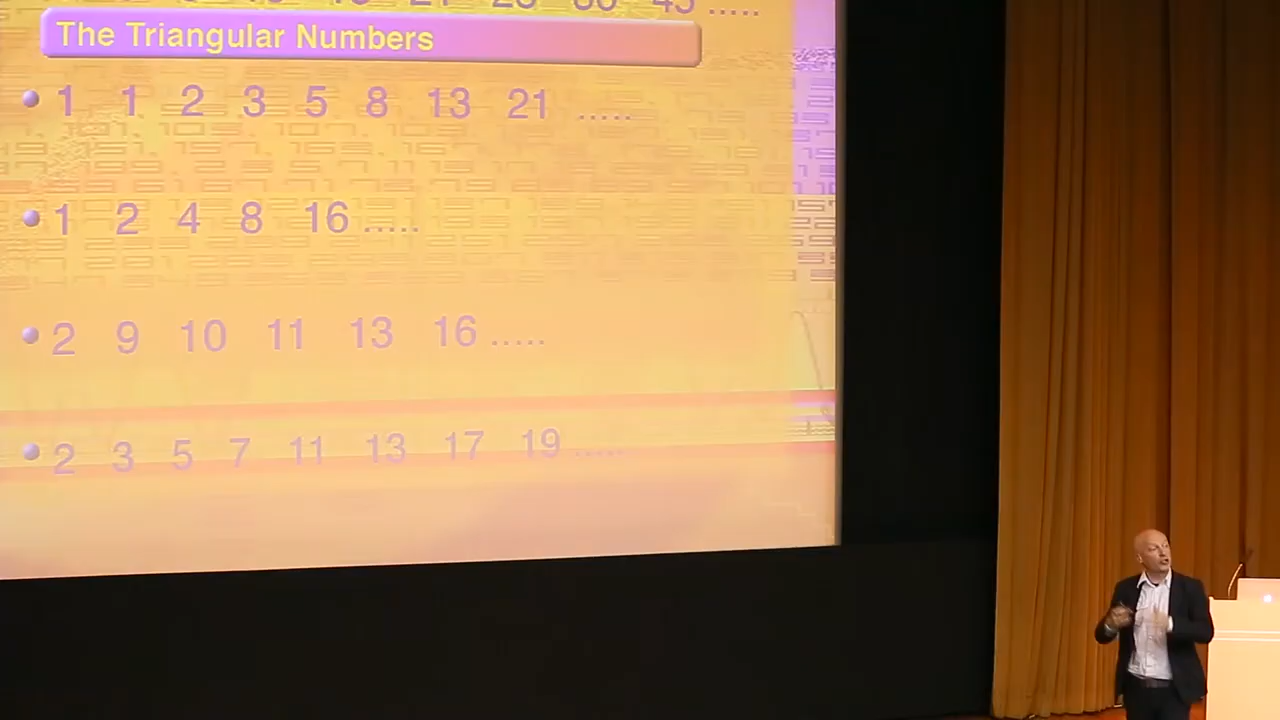 45 .....
The Triangular Numbers
• 1 1 2 3 5 8 13 21 .....
• 1 2 4 8 16 .....
• 2 9 10 11 13 16 .....
• 2 3 5 7 11 13 17 19 ......